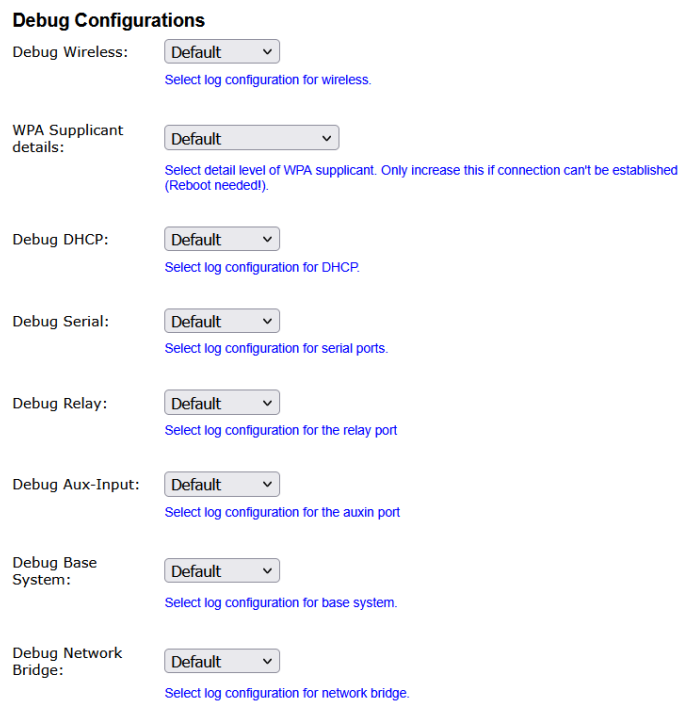 Debug Configurations
Debug Wireless: Default
Select log configuration for wireless.
WPA Supplicant
details:
Default
Select detail level of WPA supplicant. Only increase this if connection can't be established
(Reboot needed!).
Debug DHCP: Default
Select log configuration for DHCP.
Debug Serial: Default
Select log configuration for serial ports.
Debug Relay: Default
Select log configuration for the relay port
Debug Aux-Input: Default
Select log configuration for the auxin port
Debug Base
System:
Default
Select log configuration for base system.
Debug Network
Bridge:
Default
Select log configuration for network bridge.